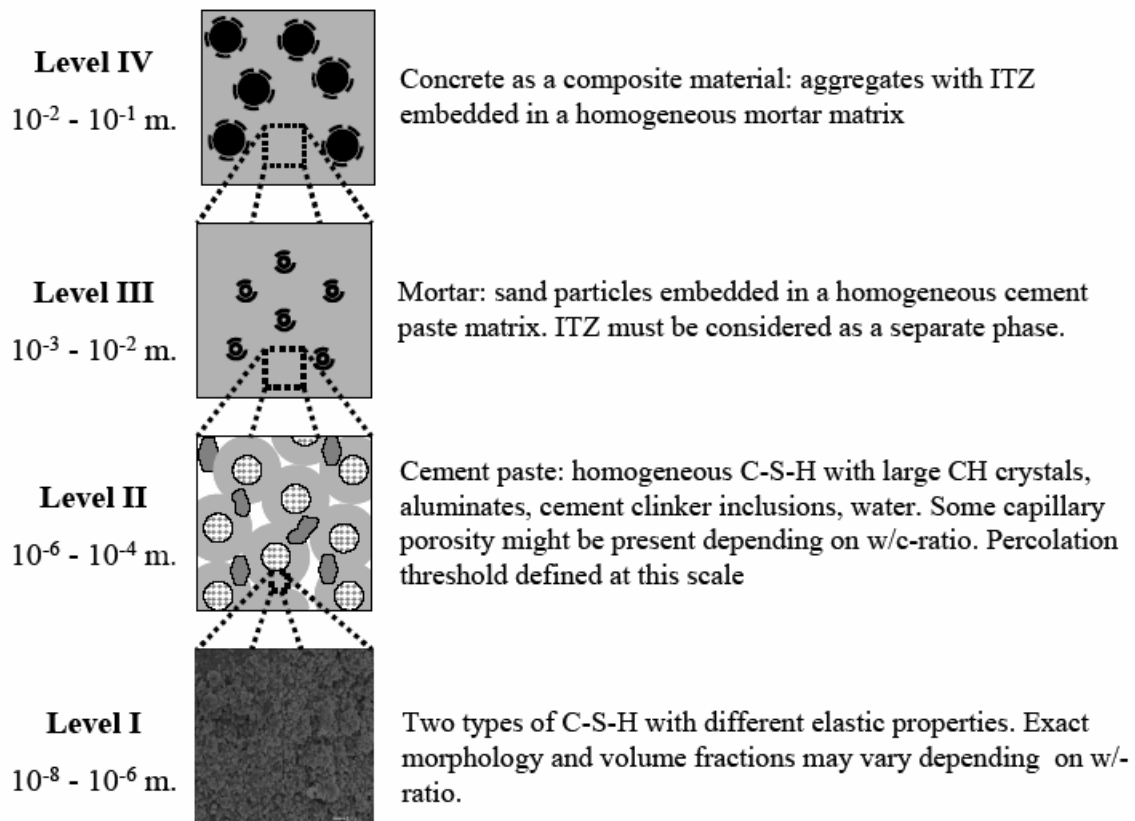 Level IV
10⁻² - 10⁻¹ m.
Concrete as a composite material: aggregates with ITZ
embedded in a homogeneous mortar matrix
Level III
10⁻³ - 10⁻² m.
Mortar: sand particles embedded in a homogeneous cement
paste matrix. ITZ must be considered as a separate phase.
Level II
10⁻⁶ - 10⁻⁴ m.
Cement paste: homogeneous C-S-H with large CH crystals,
aluminates, cement clinker inclusions, water. Some capillary
porosity might be present depending on w/c-ratio. Percolation
threshold defined at this scale
Level I
10⁻⁸ - 10⁻⁶ m.
Two types of C-S-H with different elastic properties. Exact
morphology and volume fractions may vary depending on w/-
ratio.